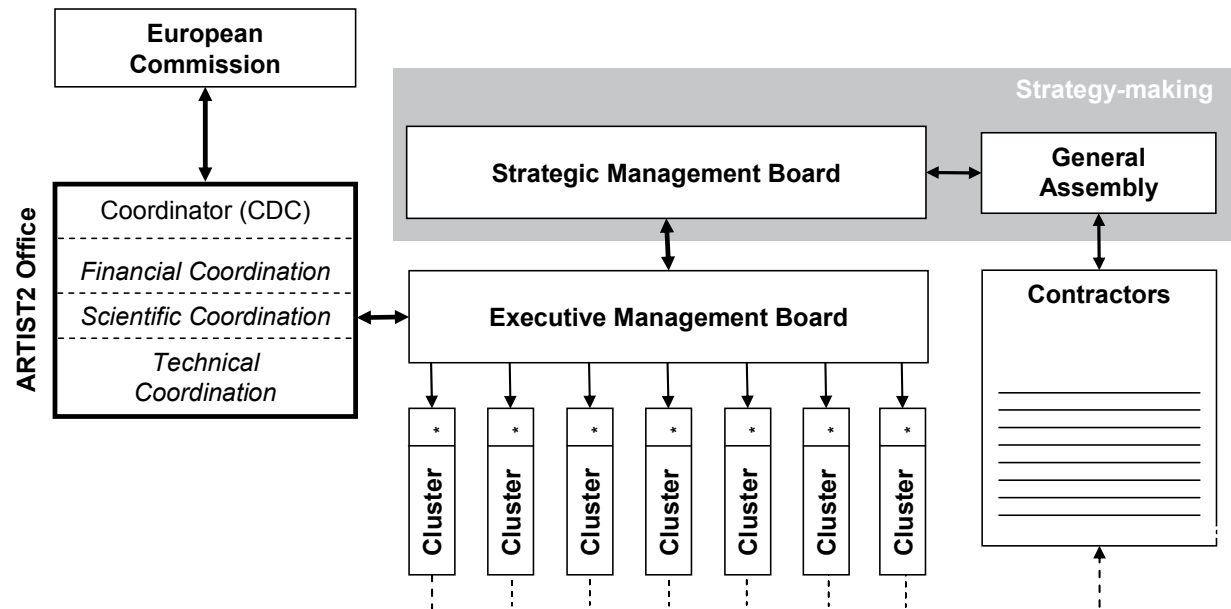 European
Commission
Strategy-making
Strategic Management Board
General
Assembly
ARTIST2 Office
Coordinator (CDC)
Financial Coordination
Scientific Coordination
Technical
Coordination
Executive Management Board
Contractors
*
*
*
*
*
*
*
Cluster
Cluster
Cluster
Cluster
Cluster
Cluster
Cluster